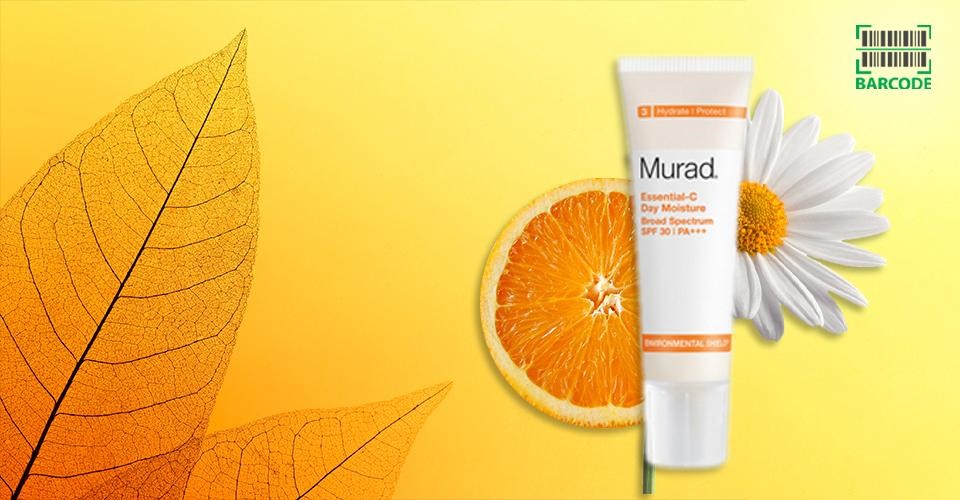 BARCODE
3 Hydrate | Protect
Murad.
Essential-C
Day Moisture
Broad Spectrum
SPF 30 | PA+++
ENVIRONMENTAL SHIELD®